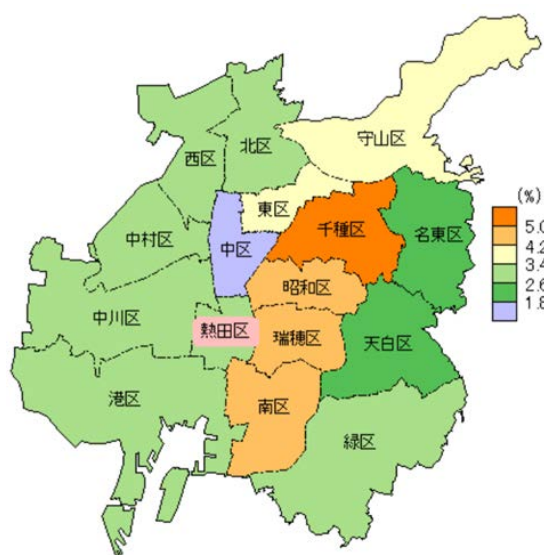 守山区
北区
西区
(%)
東区
千種区
名東区
5.0
4.2
3.4
2.6
1.8
中村区
中区
昭和区
中川区
熱田区
瑞穂区
天白区
港区
南区
緑区